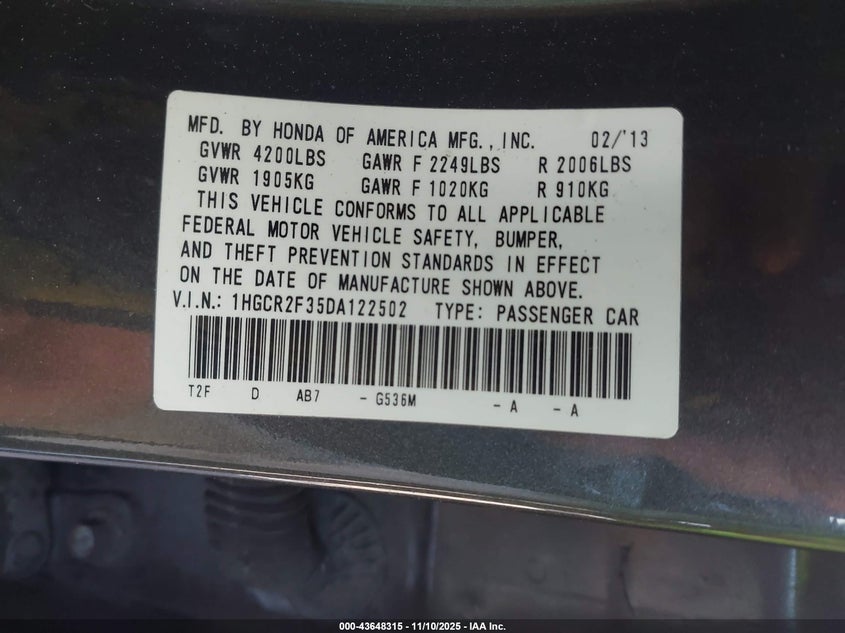 MFD. BY HONDA OF AMERICA MFG., INC. 02/'13
GVWR 4200LBS GAWR F 2249LBS R 2006LBS
GVWR 1905KG GAWR F 1020KG R 910KG
THIS VEHICLE CONFORMS TO ALL APPLICABLE
FEDERAL MOTOR VEHICLE SAFETY, BUMPER,
AND THEFT PREVENTION STANDARDS IN EFFECT
ON THE DATE OF MANUFACTURE SHOWN ABOVE.
V.I.N.: 1HGCR2F35DA122502 TYPE: PASSENGER CAR
T2F D AB7 - G536M - A - A
000-43648315 - 11/10/2025 - IAA Inc.